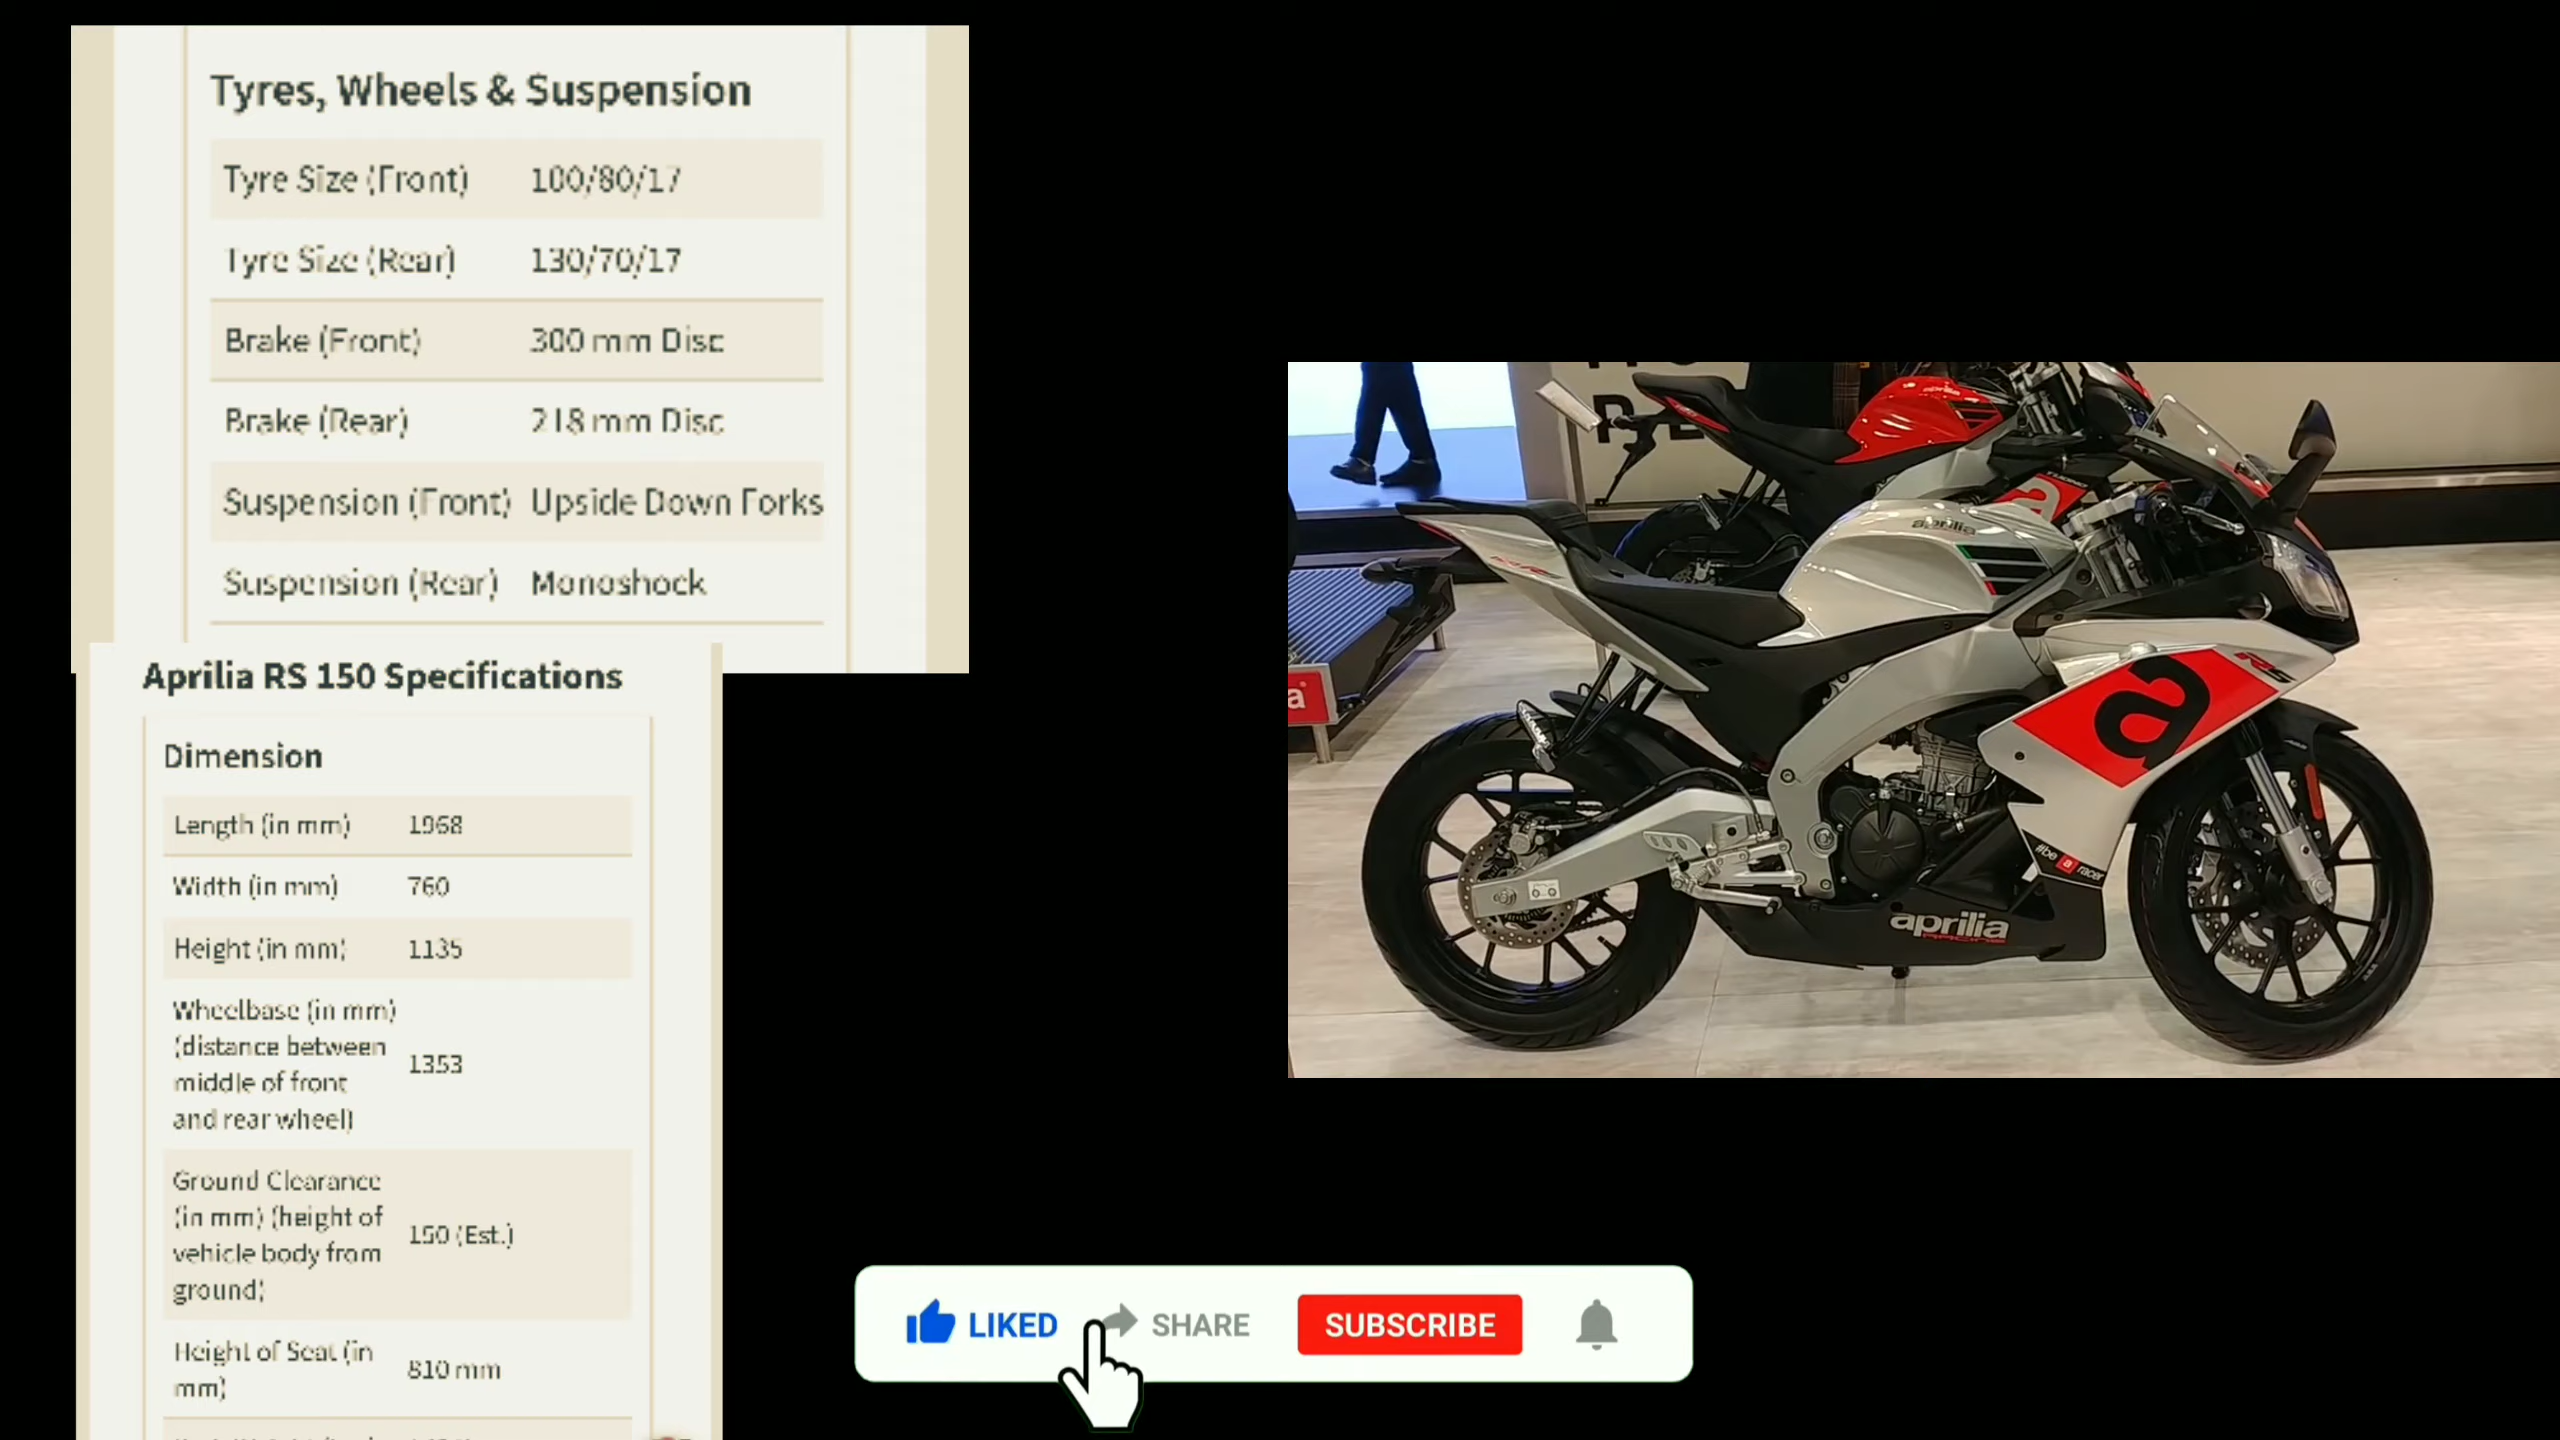 Tyres, Wheels & Suspension
Tyre Size (Front) 100/80/17
Tyre Size (Rear) 130/70/17
Brake (Front) 300 mm Disc
Brake (Rear) 218 mm Disc
Suspension (Front) Upside Down Forks
Suspension (Rear) Monoshock
Aprilia RS 150 Specifications
Dimension
Length (in mm) 1968
Width (in mm) 760
Height (in mm) 1135
Wheelbase (in mm)
(distance between
middle of front
and rear wheel)
1353
Ground Clearance
(in mm) (height of
vehicle body from
ground)
150 (Est.)
Height of Seat (in
mm)
810 mm
aprilia
aprilia
a
RS
a
#be a racer
aprilia
RACING
LIKED SHARE SUBSCRIBE